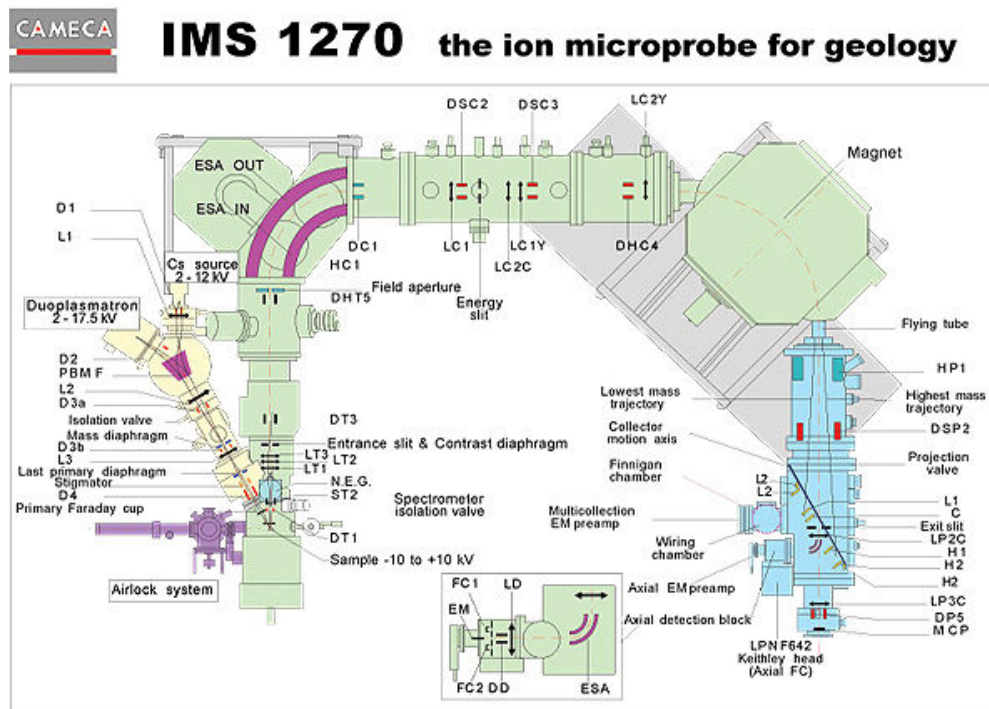 CAMECA
IMS 1270 the ion microprobe for geology
DSC2
DSC3
LC2Y
ESA OUT
ESA IN
Magnet
D1
L1
Cs source
2 - 12 kV
DC1
HC1
LC1
LC1Y
LC2C
DHC4
Duoplasmatron
2 - 17.5 kV
DHT5
Field aperture
Energy
slit
Flying tube
D2
PBMF
L2
D3a
Isolation valve
Mass diaphragm
D3b
L3
Last primary diaphragm
Stigmator
D4
Primary Faraday cup
DT3
Entrance slit & Contrast diaphragm
LT3
LT2
LT1
N.E.G.
ST2
Spectrometer
isolation valve
DT1
Sample -10 to +10 kV
Airlock system
HP1
Lowest mass
trajectory
Highest mass
trajectory
Collector
motion axis
DSP2
Finnigan
chamber
Projection
valve
L2
L2
L1
C
Exit slit
LP2C
H1
H2
H2
Multicollection
EM preamp
Wiring
chamber
Axial EM preamp
Axial detection block
LP3C
DP5
MCP
LPN F642
Keithley head
(Axial FC)
FC1
LD
EM
FC2
DD
ESA